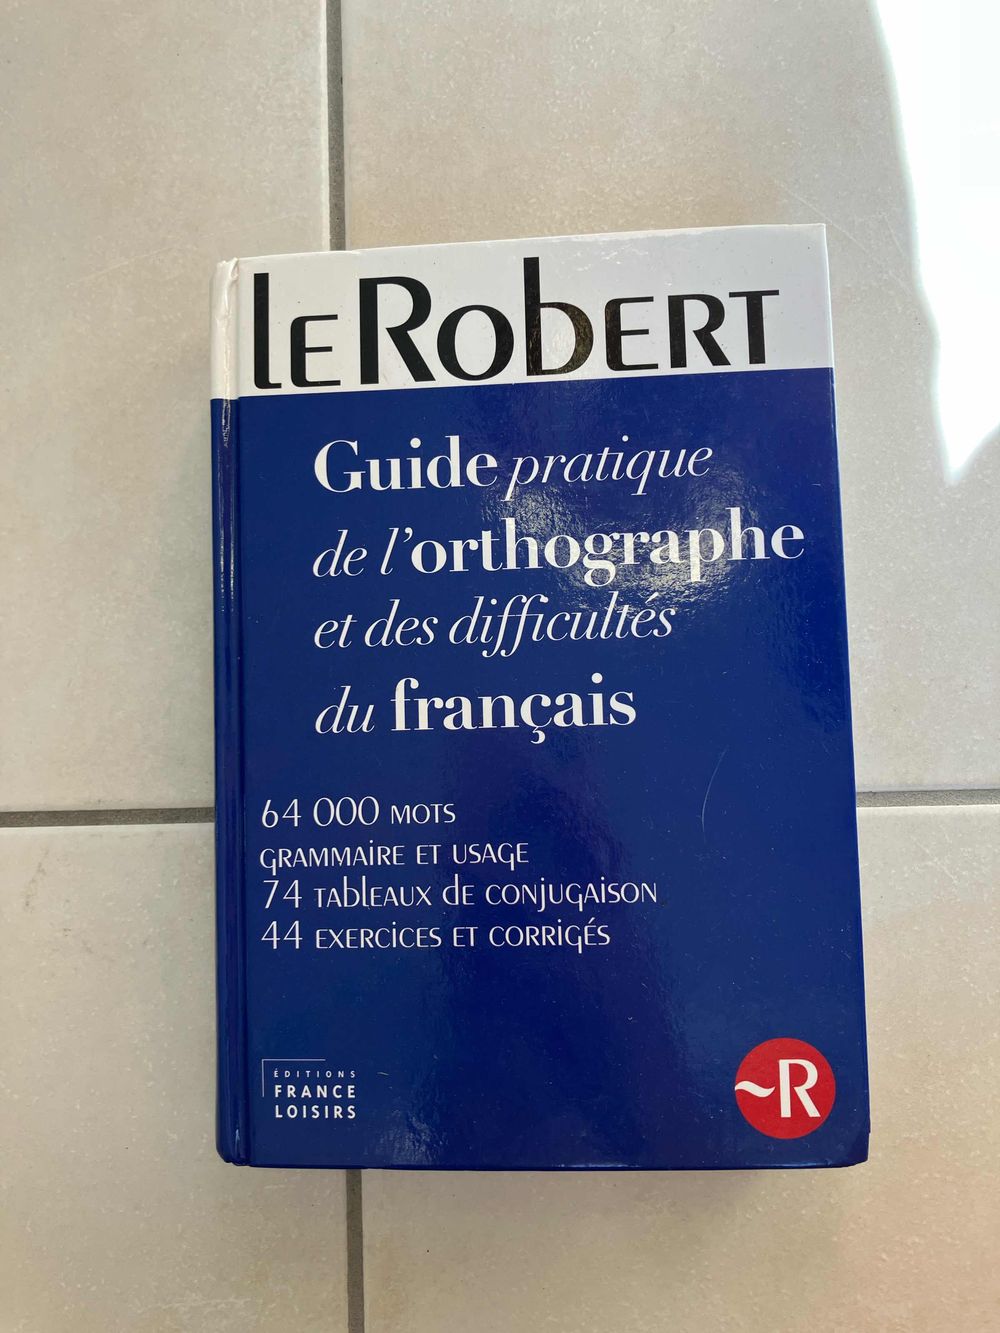 le Robert
Guide pratique
de l'orthographe
et des difficultés
du français
64 000 mots
grammaire et usage
74 tableaux de conjugaison
44 exercices et corrigés
ÉDITIONS
FRANCE
LOISIRS
~R